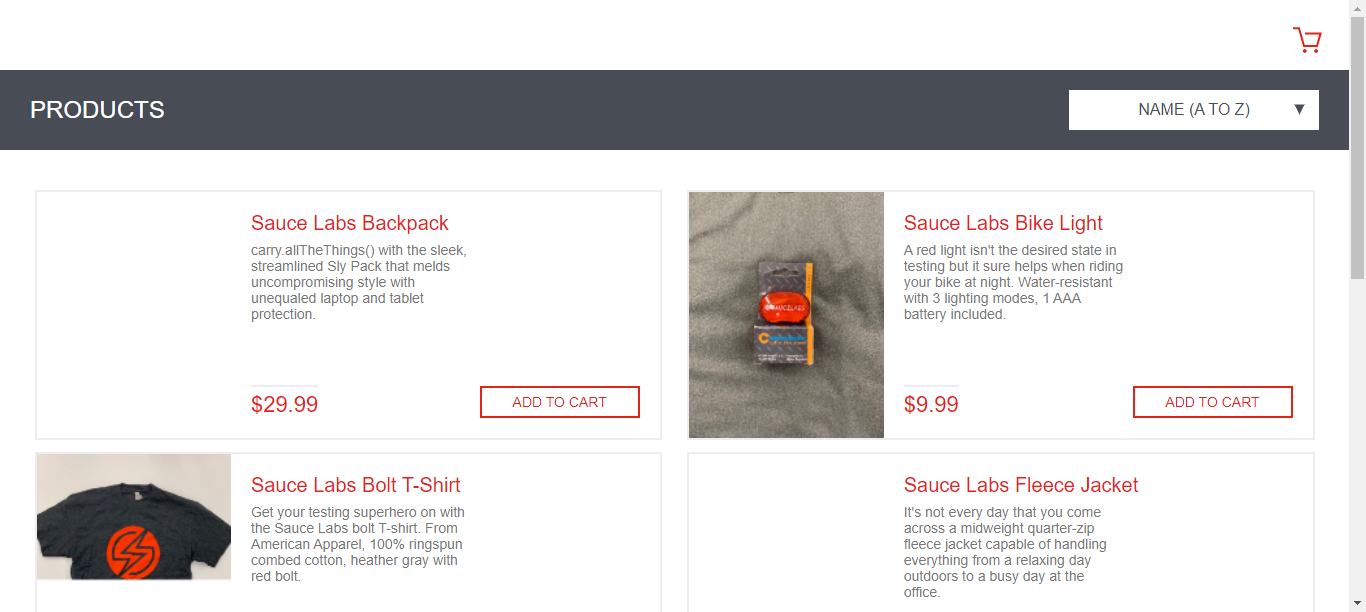 PRODUCTS
NAME (A TO Z)
Sauce Labs Backpack
carry.allTheThings() with the sleek,
streamlined Sly Pack that melds
uncompromising style with
unequaled laptop and tablet
protection.
$29.99
ADD TO CART
Sauce Labs Bike Light
A red light isn't the desired state in
testing but it sure helps when riding
your bike at night. Water-resistant
with 3 lighting modes, 1 AAA
battery included.
$9.99
ADD TO CART
Sauce Labs Bolt T-Shirt
Get your testing superhero on with
the Sauce Labs bolt T-shirt. From
American Apparel, 100% ringspun
combed cotton, heather gray with
red bolt.
Sauce Labs Fleece Jacket
It's not every day that you come
across a midweight quarter-zip
fleece jacket capable of handling
everything from a relaxing day
outdoors to a busy day at the
office.